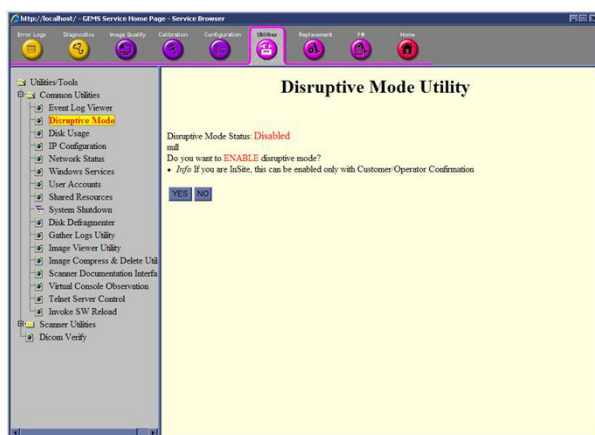 http://localhost/ - GEMS Service Home Page - Service Browser
Error Logs Diagnostics Image Quality Calibration Configuration Utilities Replacement PM Home
Utilities/Tools
Common Utilities
Event Log Viewer
Disruptive Mode
Disk Usage
IP Configuration
Network Status
Windows Services
User Accounts
Shared Resources
System Shutdown
Disk Defragmenter
Gather Logs Utility
Image Viewer Utility
Image Compress & Delete Util
Scanner Documentation Interfa
Virtual Console Observation
Telnet Server Control
Invoke SW Reload
Scanner Utilities
Dicom Verify
Disruptive Mode Utility
Disruptive Mode Status: Disabled
null
Do you want to ENABLE disruptive mode?
• Info If you are InSite, this can be enabled only with Customer/Operator Confirmation
YES NO